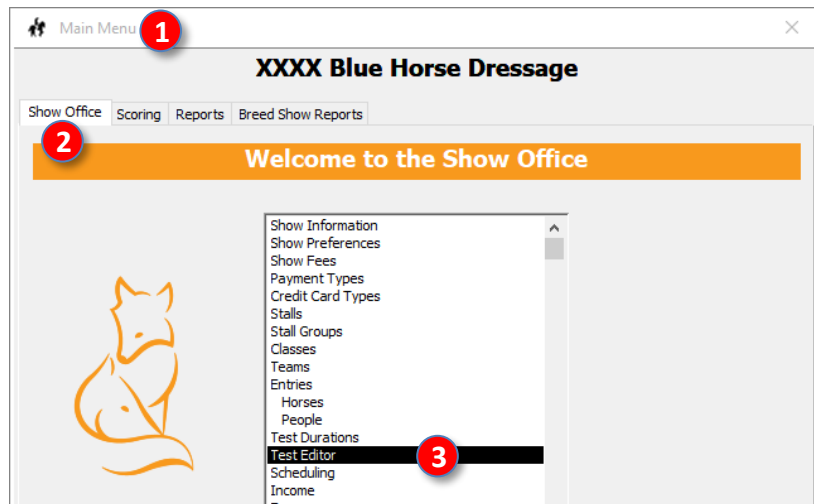 Main Menu
1
XXXX Blue Horse Dressage
Show Office Scoring Reports Breed Show Reports
2
Welcome to the Show Office
Show Information
Show Preferences
Show Fees
Payment Types
Credit Card Types
Stalls
Stall Groups
Classes
Teams
Entries
Horses
People
Test Durations
Test Editor
3
Scheduling
Income